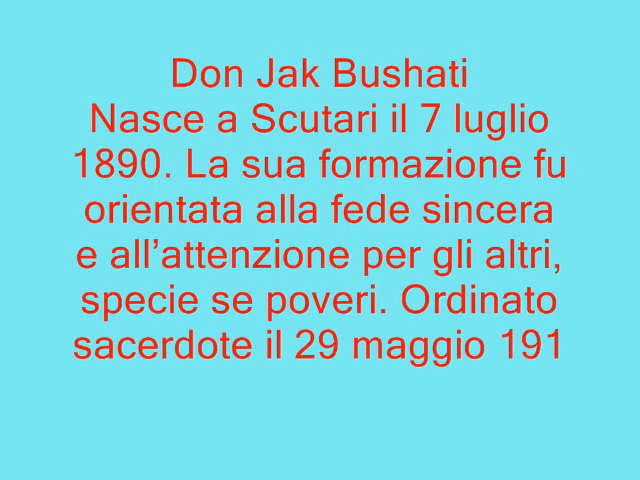 Don Jak Bushati
Nasce a Scutari il 7 luglio
1890. La sua formazione fu
orientata alla fede sincera
e all’attenzione per gli altri,
specie se poveri. Ordinato
sacerdote il 29 maggio 191